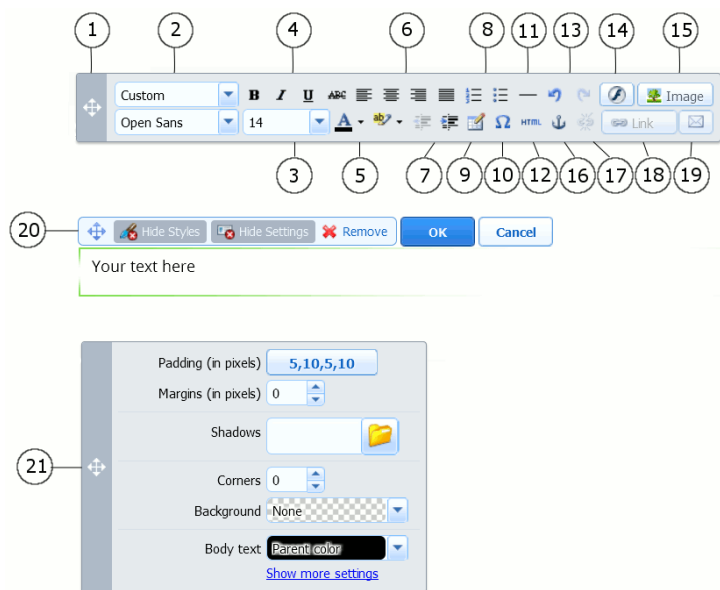 1 2 4 6 8 11 13 14 15
Custom B I U ABC Image
Open Sans 14 A ab HTML Link
3 5 7 9 10 12 16 17 18 19
20 Hide Styles Hide Settings Remove OK Cancel
Your text here
Padding (in pixels) 5,10,5,10
Margins (in pixels) 0
Shadows
21
Corners 0
Background None
Body text Parent color
Show more settings